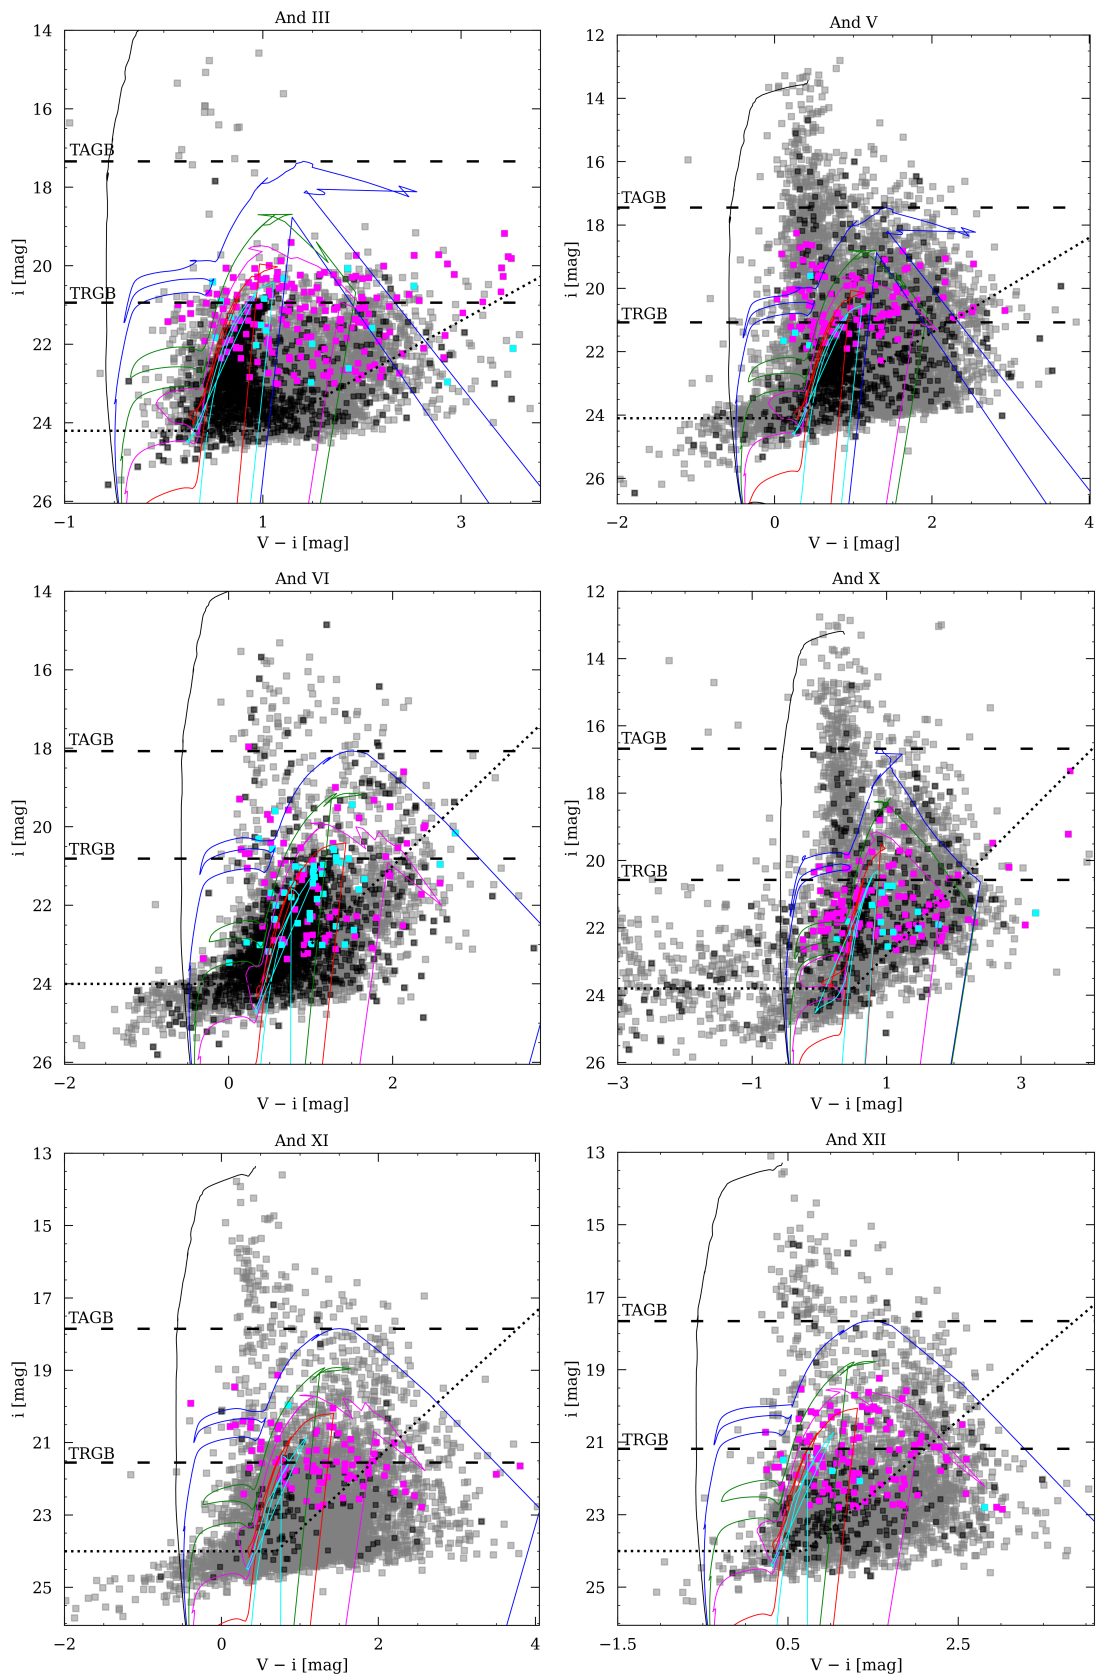 And III
14
16
18
20
22
24
26
TAGB
TRGB
i [mag]
−1
1
3
V − i [mag]
And V
12
14
16
18
20
22
24
26
TAGB
TRGB
i [mag]
−2
0
2
4
V − i [mag]
And VI
14
16
18
20
22
24
26
TAGB
TRGB
i [mag]
−2
0
2
V − i [mag]
And X
12
14
16
18
20
22
24
26
TAGB
TRGB
i [mag]
−3
−1
1
3
V − i [mag]
And XI
13
15
17
19
21
23
25
TAGB
TRGB
i [mag]
−2
0
2
4
V − i [mag]
And XII
13
15
17
19
21
23
25
TAGB
TRGB
i [mag]
−1.5
0.5
2.5
V − i [mag]